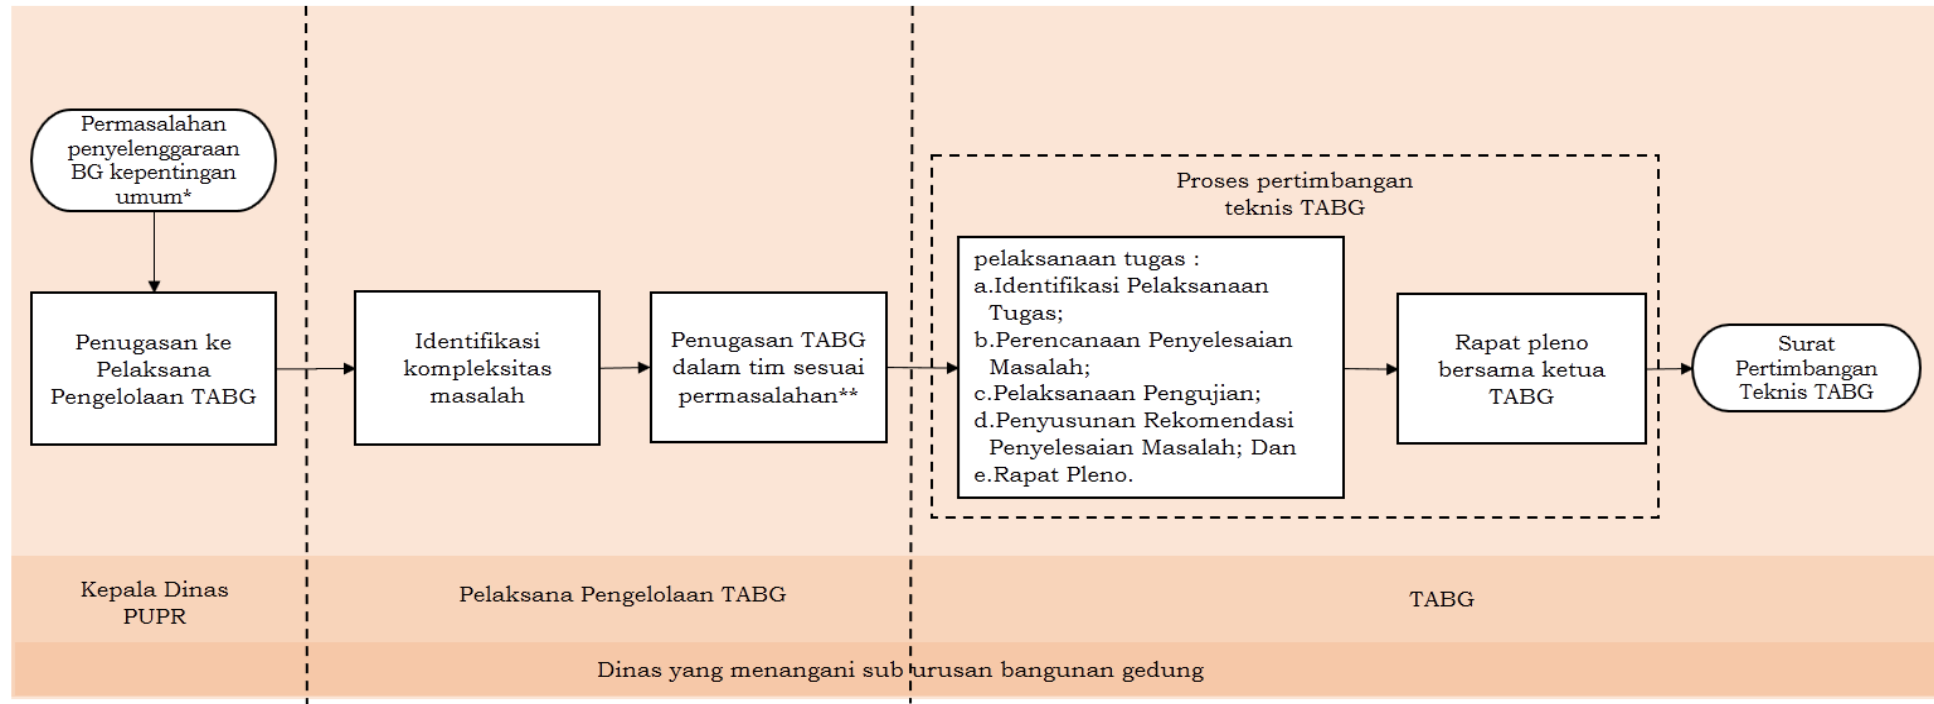 Permasalahan
penyelenggaraan
BG kepentingan
umum*
Penugasan ke
Pelaksana
Pengelolaan TABG
Identifikasi
kompleksitas
masalah
Penugasan TABG
dalam tim sesuai
permasalahan**
Proses pertimbangan
teknis TABG
pelaksanaan tugas :
a.Identifikasi Pelaksanaan
Tugas;
b.Perencanaan Penyelesaian
Masalah;
c.Pelaksanaan Pengujian;
d.Penyusunan Rekomendasi
Penyelesaian Masalah; Dan
e.Rapat Pleno.
Rapat pleno
bersama ketua
TABG
Surat
Pertimbangan
Teknis TABG
Kepala Dinas
PUPR
Pelaksana Pengelolaan TABG
TABG
Dinas yang menangani sub urusan bangunan gedung